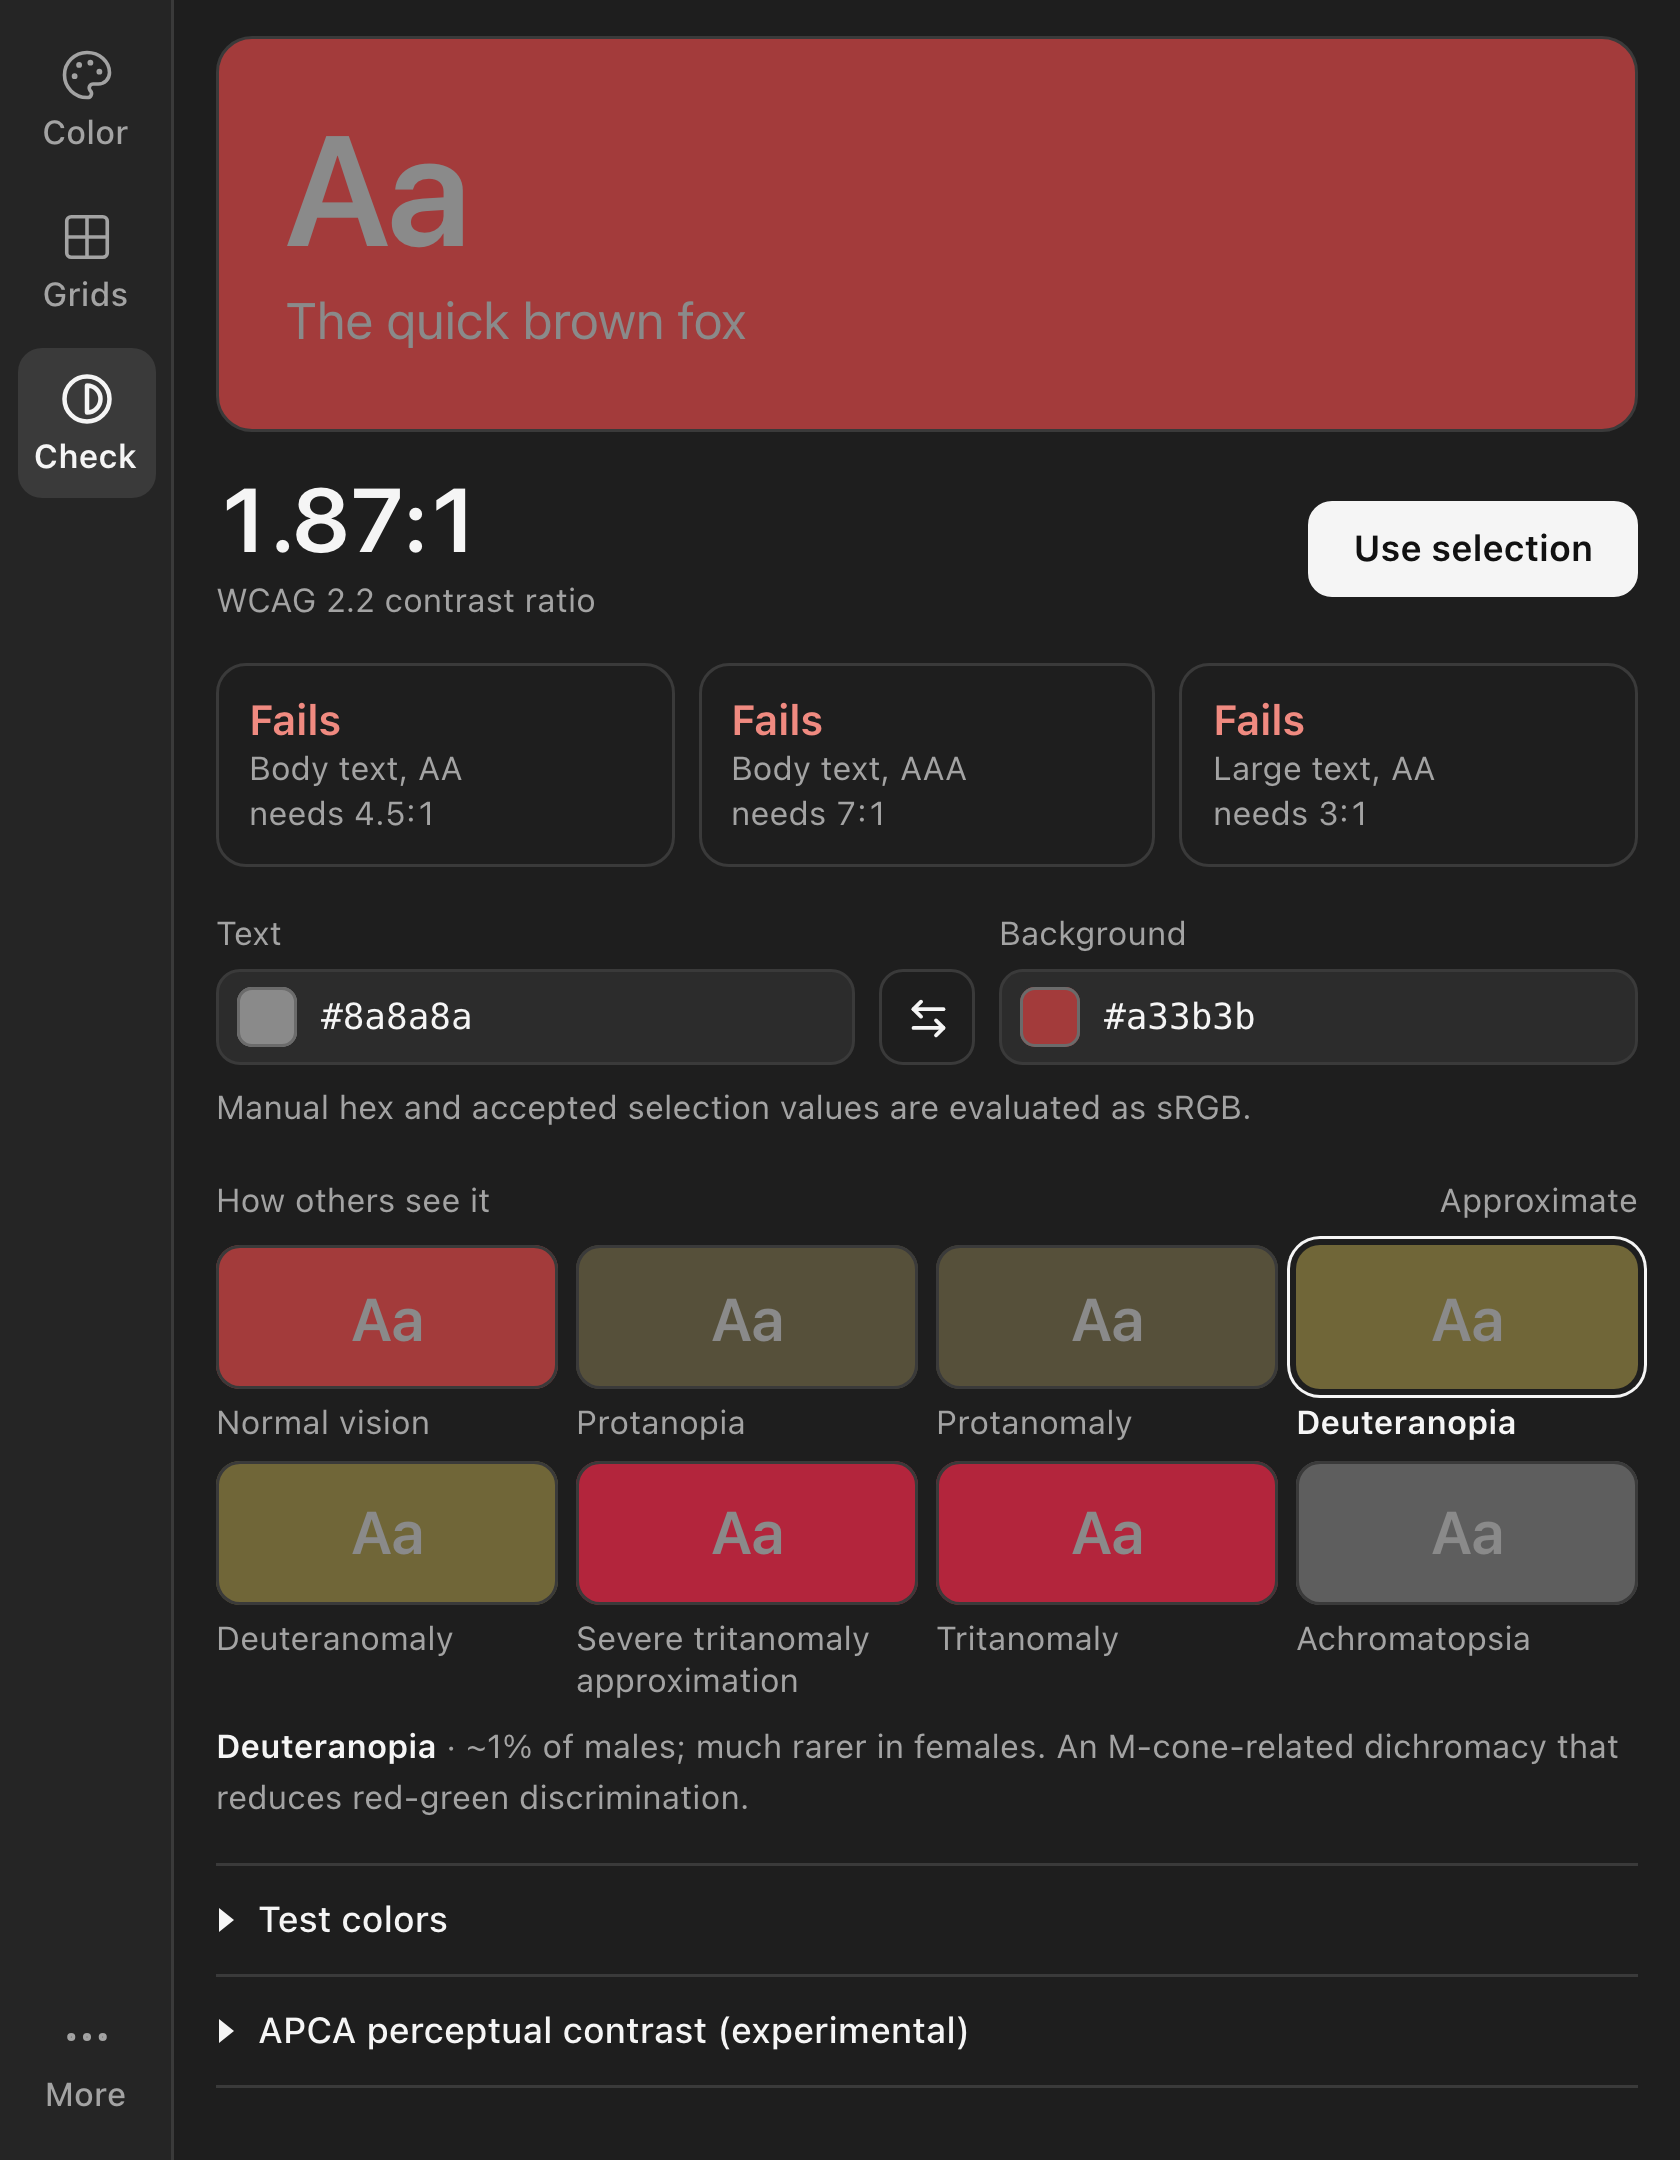 Color
Grids
Check
More
Aa
The quick brown fox
1.87:1
WCAG 2.2 contrast ratio
Use selection
Fails
Body text, AA
needs 4.5:1
Fails
Body text, AAA
needs 7:1
Fails
Large text, AA
needs 3:1
Text
#8a8a8a
Background
#a33b3b
Manual hex and accepted selection values are evaluated as sRGB.
How others see it
Approximate
Aa
Normal vision
Aa
Protanopia
Aa
Protanomaly
Aa
Deuteranopia
Aa
Deuteranomaly
Aa
Severe tritanomaly
approximation
Aa
Tritanomaly
Aa
Achromatopsia
Deuteranopia · ~1% of males; much rarer in females. An M-cone-related dichromacy that
reduces red-green discrimination.
Test colors
APCA perceptual contrast (experimental)